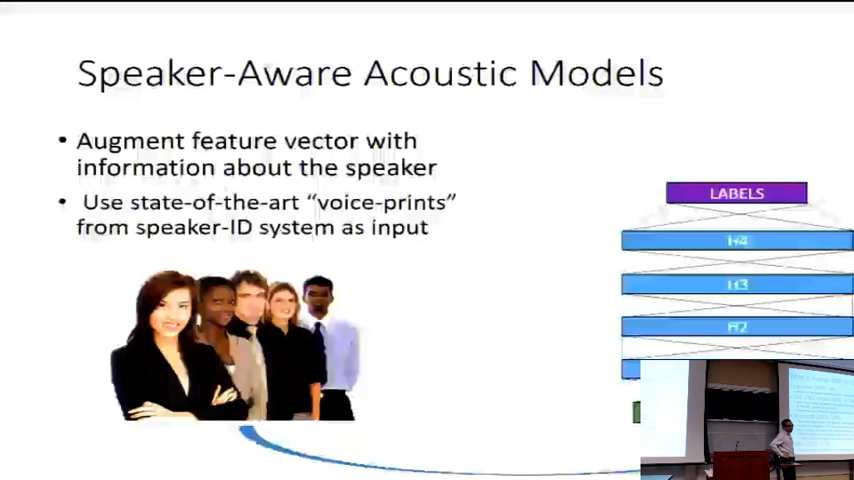 Speaker-Aware Acoustic Models
• Augment feature vector with
information about the speaker
• Use state-of-the-art “voice-prints”
from speaker-ID system as input
LABELS
H4
H3
H2